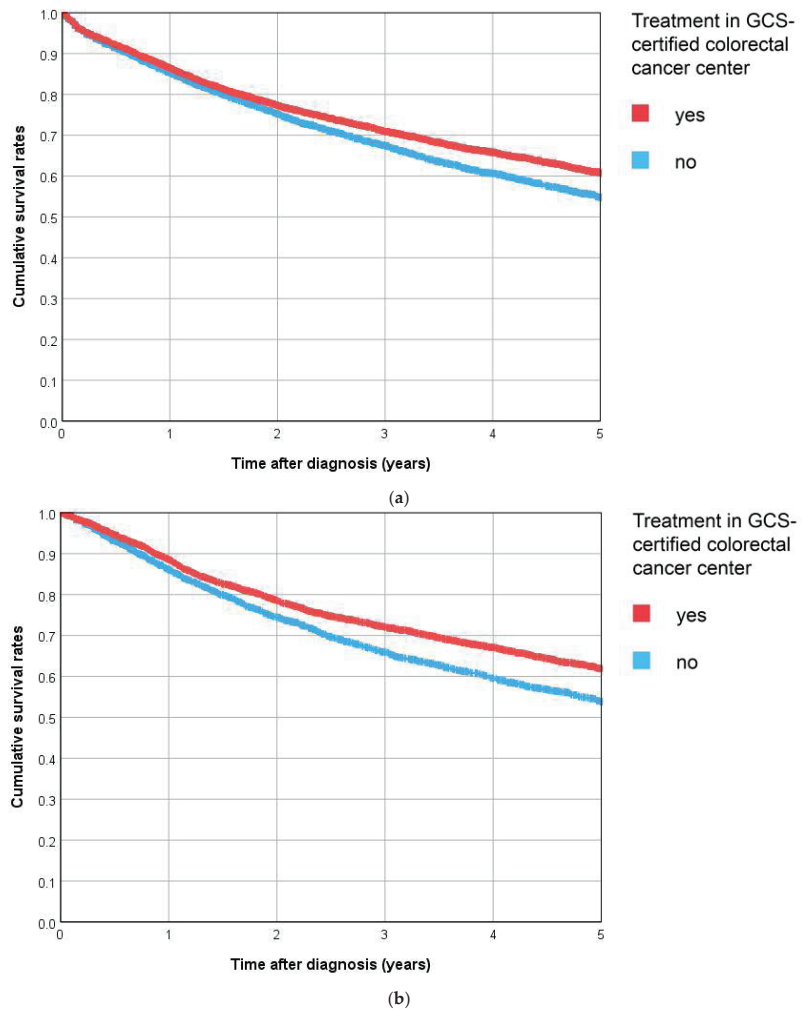 1.0
0.9
0.8
0.7
0.6
0.5
0.4
0.3
0.2
0.1
0.0
Cumulative survival rates
0 1 2 3 4 5
Time after diagnosis (years)
Treatment in GCS-
certified colorectal
cancer center
yes
no
(a)
1.0
0.9
0.8
0.7
0.6
0.5
0.4
0.3
0.2
0.1
0.0
Cumulative survival rates
0 1 2 3 4 5
Time after diagnosis (years)
Treatment in GCS-
certified colorectal
cancer center
yes
no
(b)